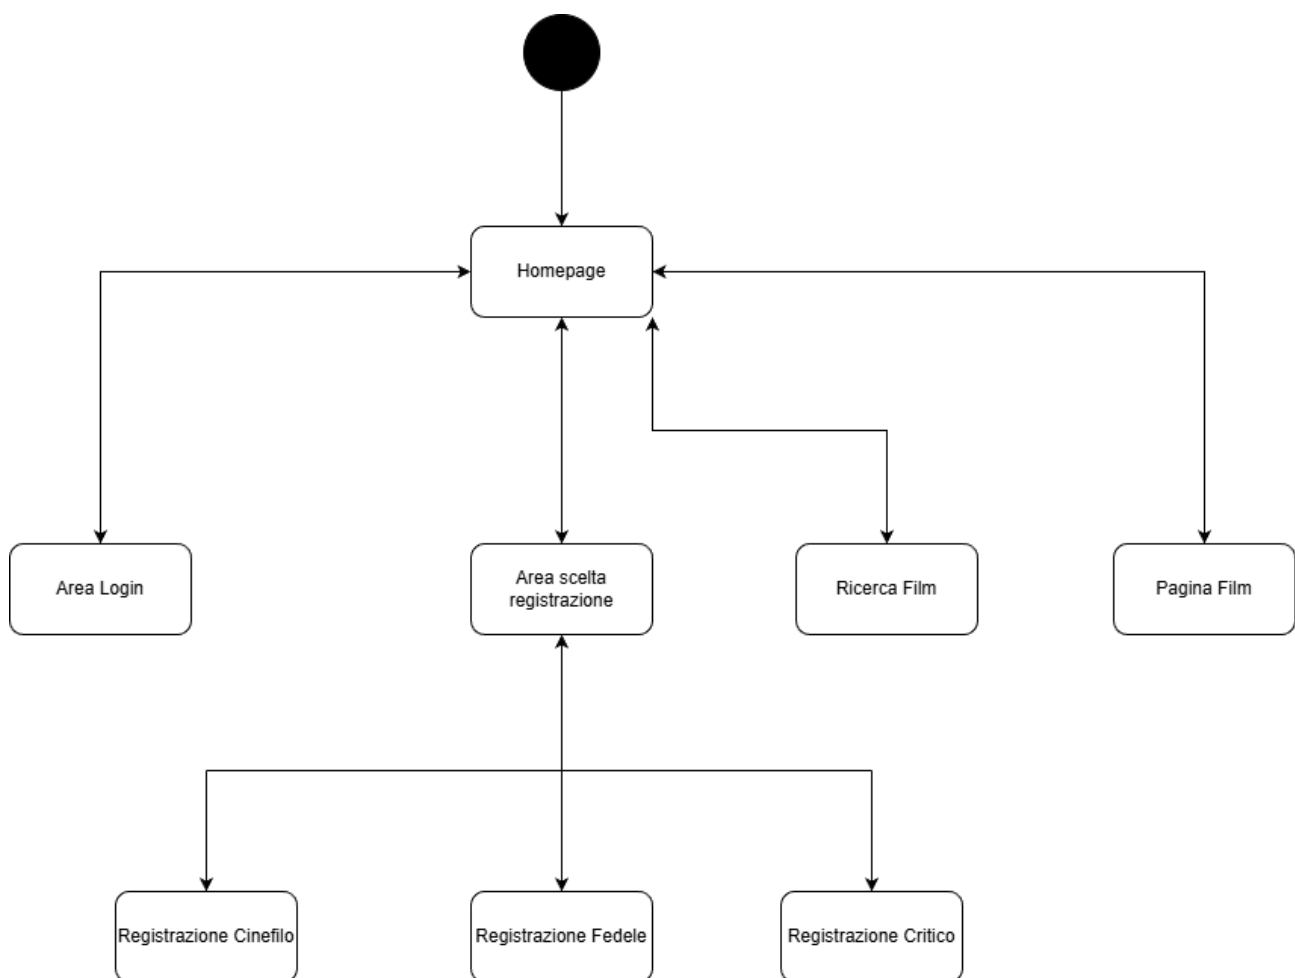 Homepage
Area Login
Area scelta
registrazione
Ricerca Film
Pagina Film
Registrazione Cinefilo
Registrazione Fedele
Registrazione Critico